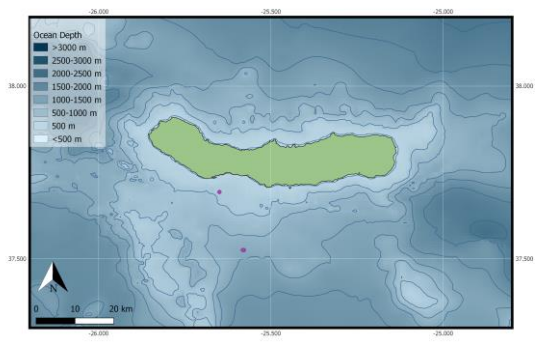 -26.000 -25.500 -25.000
Ocean Depth
>3000 m
2500-3000 m
2000-2500 m
1500-2000 m
1000-1500 m
500-1000 m
500 m
<500 m
38.000 38.000
37.500 37.500
N
0 10 20 km
-26.000 -25.500 -25.000